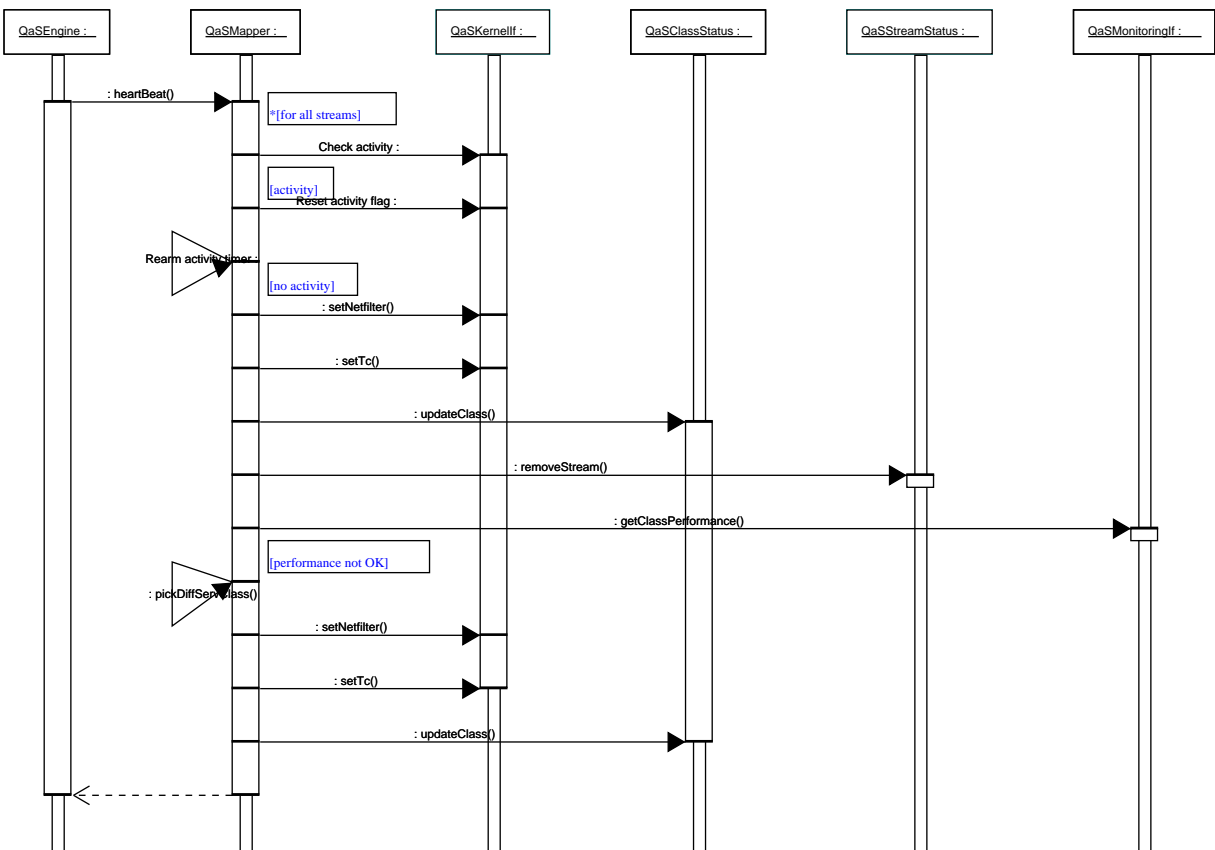 QaSEngine :
QaSMapper :
QaSKernelIf :
QaSClassStatus :
QaSStreamStatus :
QaSMonitoringIf :
: heartBeat()
*[for all streams]
Check activity :
[activity]
Reset activity flag :
Rearm activity timer :
[no activity]
: setNetfilter()
: setTc()
: updateClass()
: removeStream()
: getClassPerformance()
[performance not OK]
: pickDiffServClass()
: setNetfilter()
: setTc()
: updateClass()